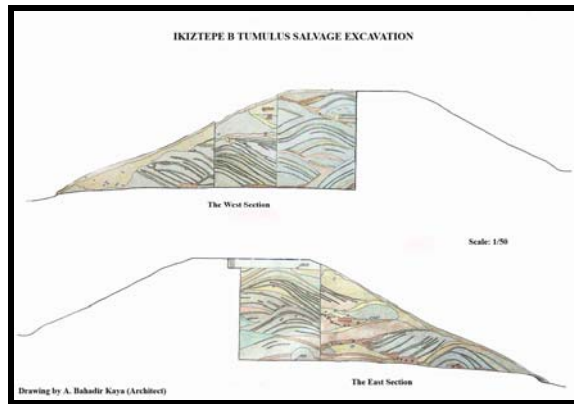 IKIZTEPE B TUMULUS SALVAGE EXCAVATION
The West Section
Scale: 1/50
The East Section
Drawing by A. Bahadir Kaya (Architect)